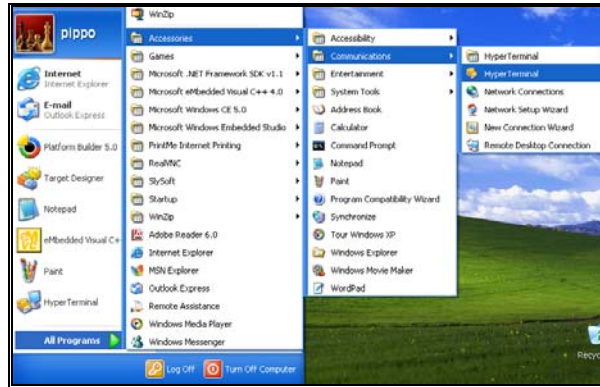 pippo
Internet
Internet Explorer
E-mail
Outlook Express
Platform Builder 5.0
Target Designer
Notepad
eMbedded Visual C+
Paint
HyperTerminal
All Programs
WinZip
Accessories
Games
Microsoft .NET Framework SDK v1.1
Microsoft eMbedded Visual C++ 4.0
Microsoft Windows CE 5.0
Microsoft Windows Embedded Studio
PrintMe Internet Printing
RealVNC
SlySoft
Startup
WinZip
Adobe Reader 6.0
Internet Explorer
MSN Explorer
Outlook Express
Remote Assistance
Windows Media Player
Windows Messenger
Accessibility
Communications
Entertainment
System Tools
Address Book
Calculator
Command Prompt
Notepad
Paint
Program Compatibility Wizard
Synchronize
Tour Windows XP
Windows Explorer
Windows Movie Maker
WordPad
HyperTerminal
HyperTerminal
Network Connections
Network Setup Wizard
New Connection Wizard
Remote Desktop Connection
Recyc
Log Off
Turn Off Computer